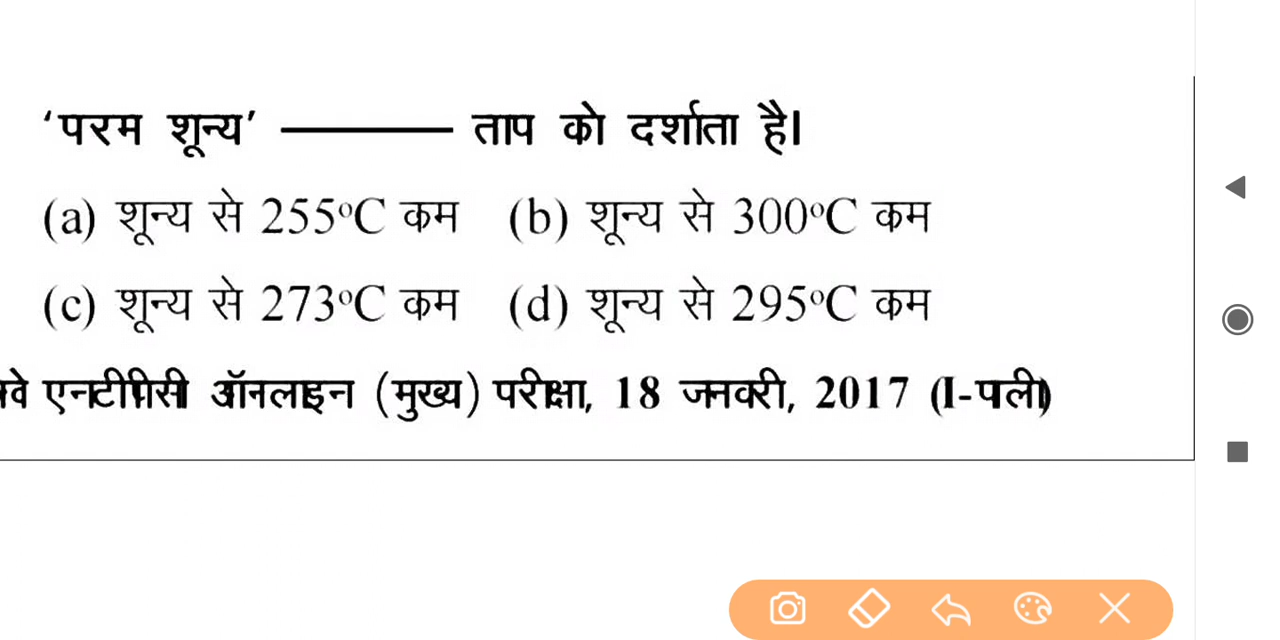 ‘परम शून्य’ ——— ताप को दर्शाता है।
(a) शून्य से 255°C कम (b) शून्य से 300°C कम
(c) शून्य से 273°C कम (d) शून्य से 295°C कम
एनटीपीसी ऑनलाइन (मुख्य) परीक्षा, 18 जनवरी, 2017 (I-पाली)